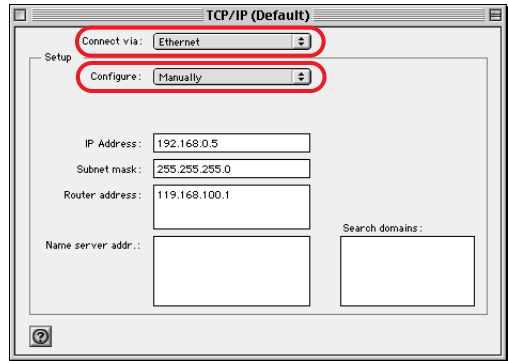 TCP/IP (Default)
Connect via: Ethernet
Setup
Configure: Manually
IP Address: 192.168.0.5
Subnet mask: 255.255.255.0
Router address: 119.168.100.1
Search domains:
Name server addr.:
?